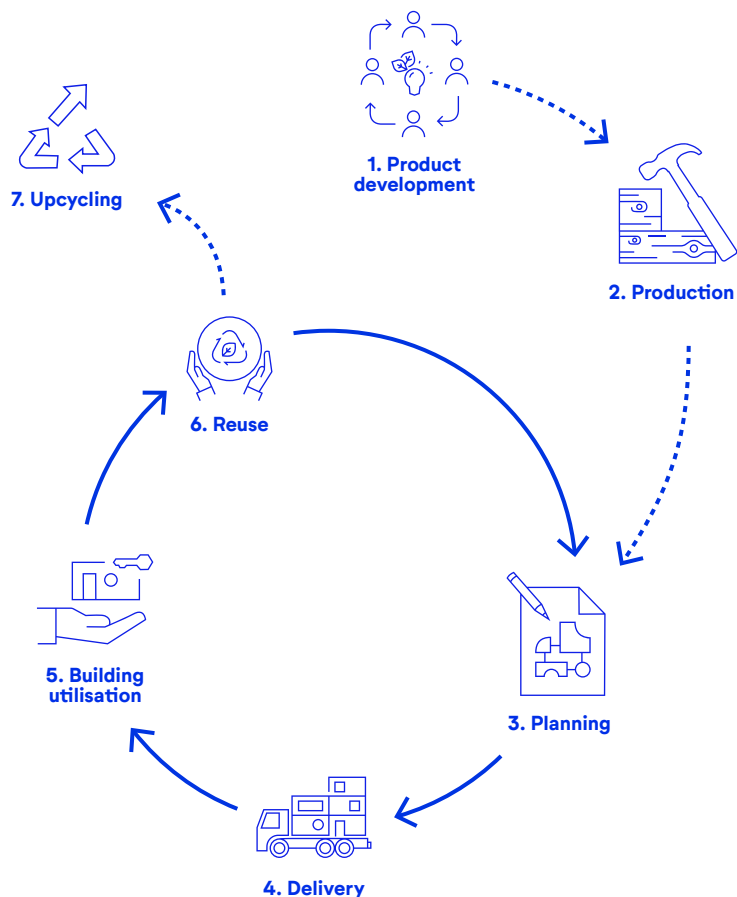 1. Product
development
2. Production
3. Planning
4. Delivery
5. Building
utilisation
6. Reuse
7. Upcycling